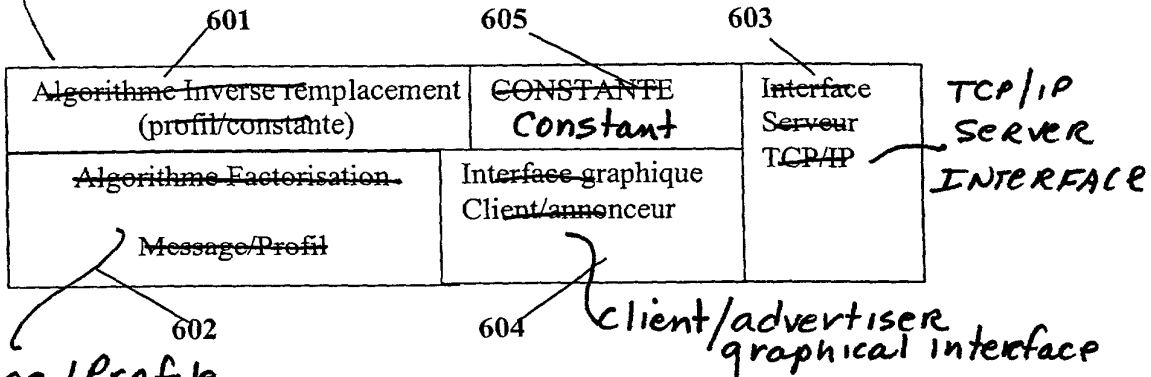 601 605 603
Algorithme Inverse remplacement
(profil/constante)
CONSTANTE
Constant
Interface
Serveur
TCP/IP
TCP/IP
SERVER
INTERFACE
Algorithme Factorisation
Message/Profil
Interface graphique
Client/annonceur
602 604
client/advertiser
graphical interface
/Profile